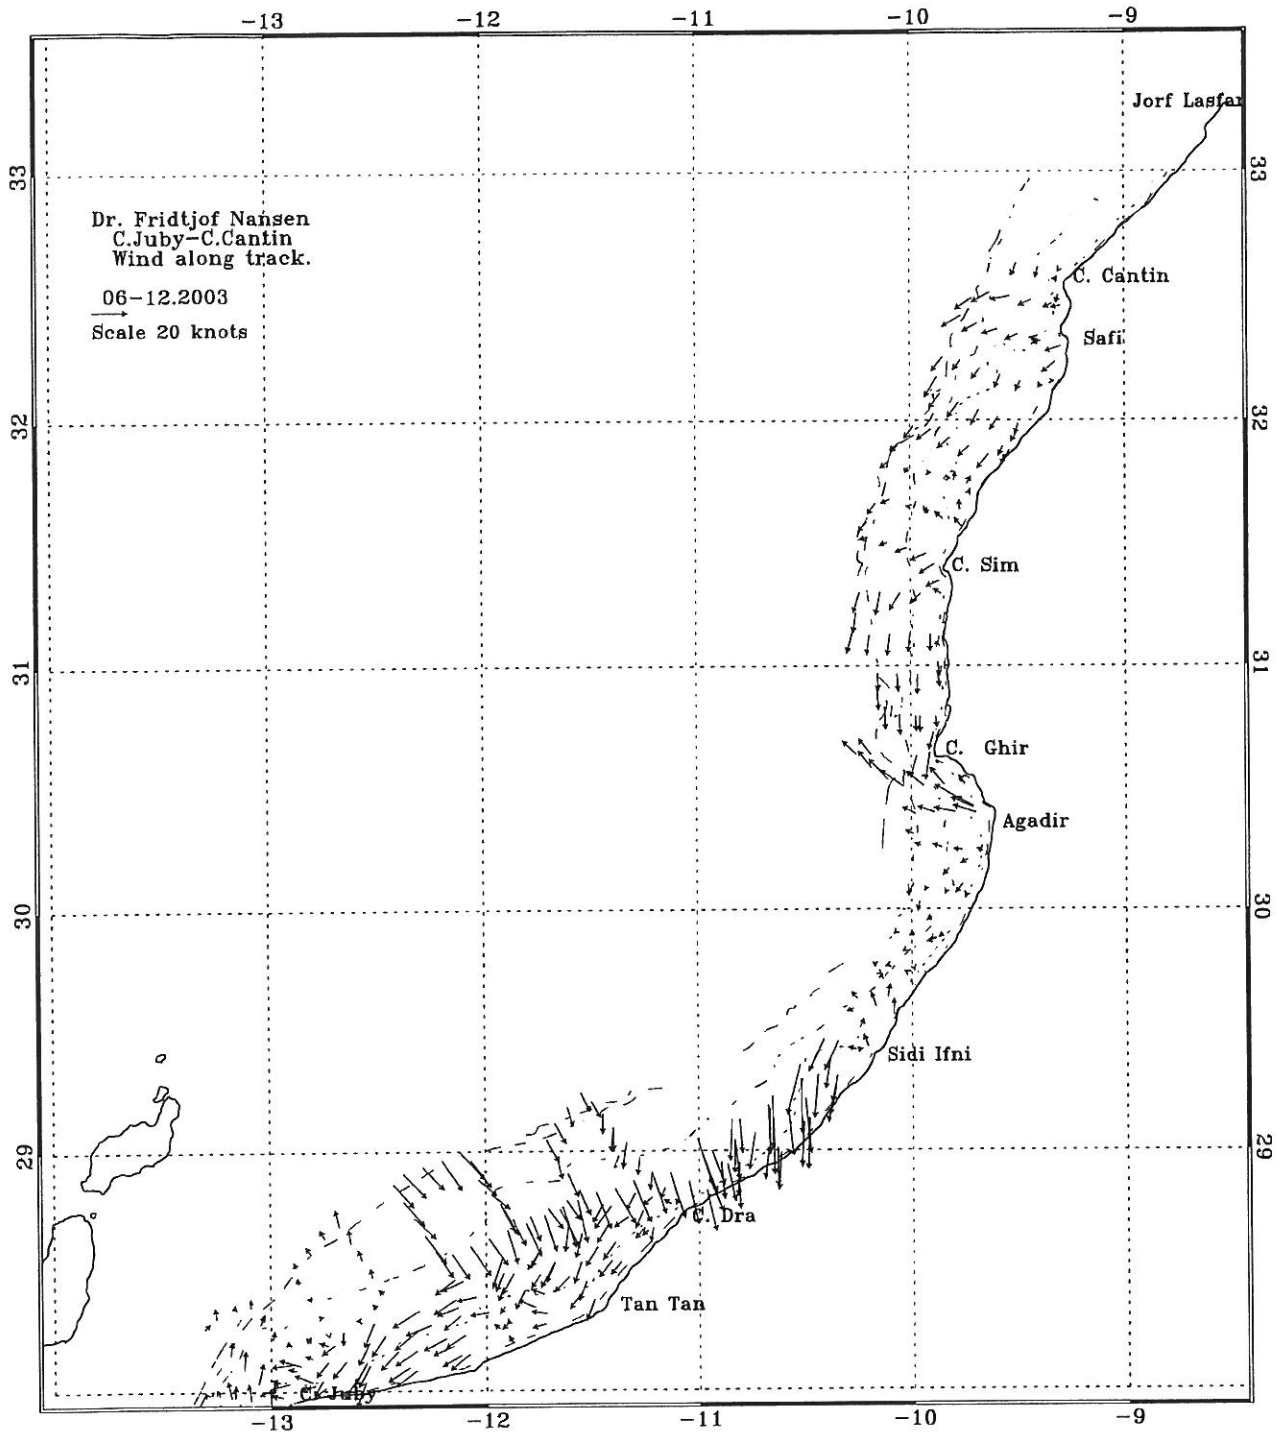 -13 -12 -11 -10 -9
Jorf Lasfar
33 33
Dr. Fridtjof Nansen
C.Juby-C.Cantin
Wind along track.
C. Cantin
06-12.2003
Scale 20 knots
Safi
32 32
C. Sim
31 31
C. Ghir
Agadir
30 30
Sidi Ifni
29 29
C. Dra
Tan Tan
C. Juby
-13 -12 -11 -10 -9